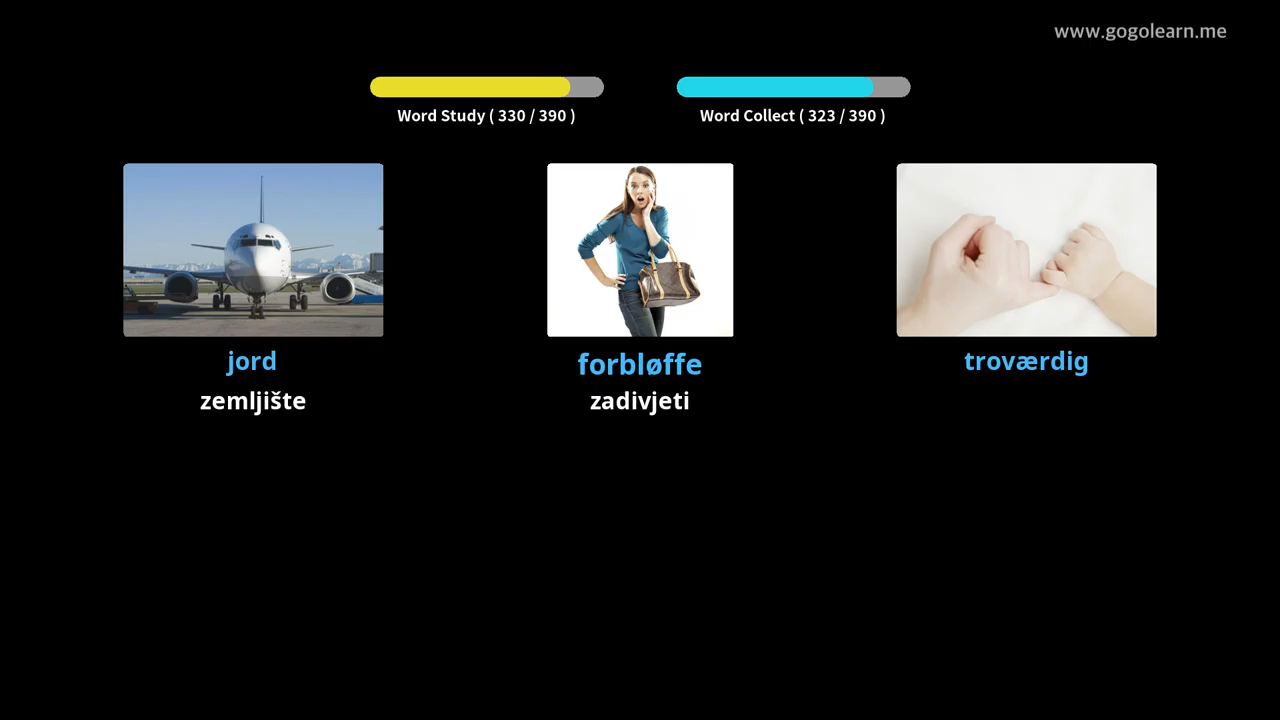 www.gogolearn.me
Word Study ( 330 / 390 )
Word Collect ( 323 / 390 )
jord
forbløffe
troværdig
zemljište
zadivjeti